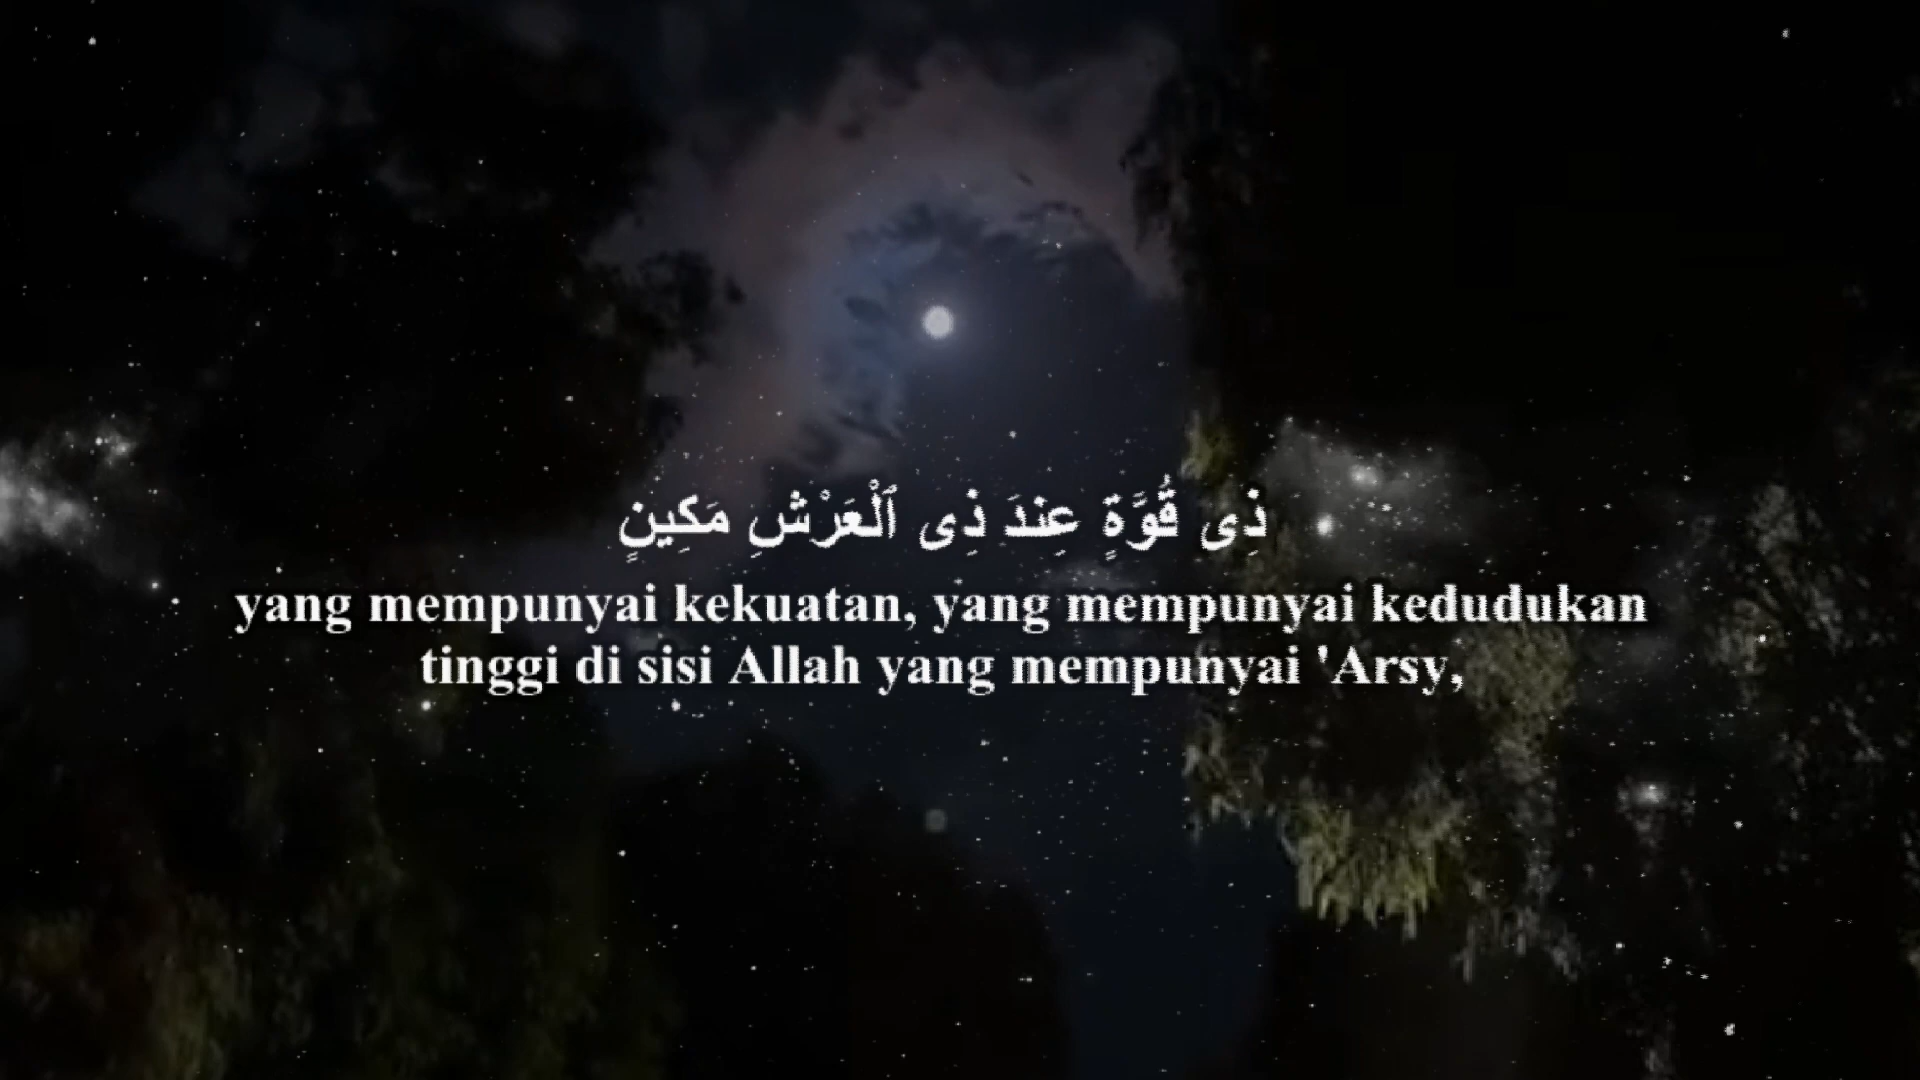 ذِى قُوَّةٍ عِندَ ذِى ٱلْعَرْشِ مَكِينٍ
yang mempunyai kekuatan, yang mempunyai kedudukan
tinggi di sisi Allah yang mempunyai 'Arsy,